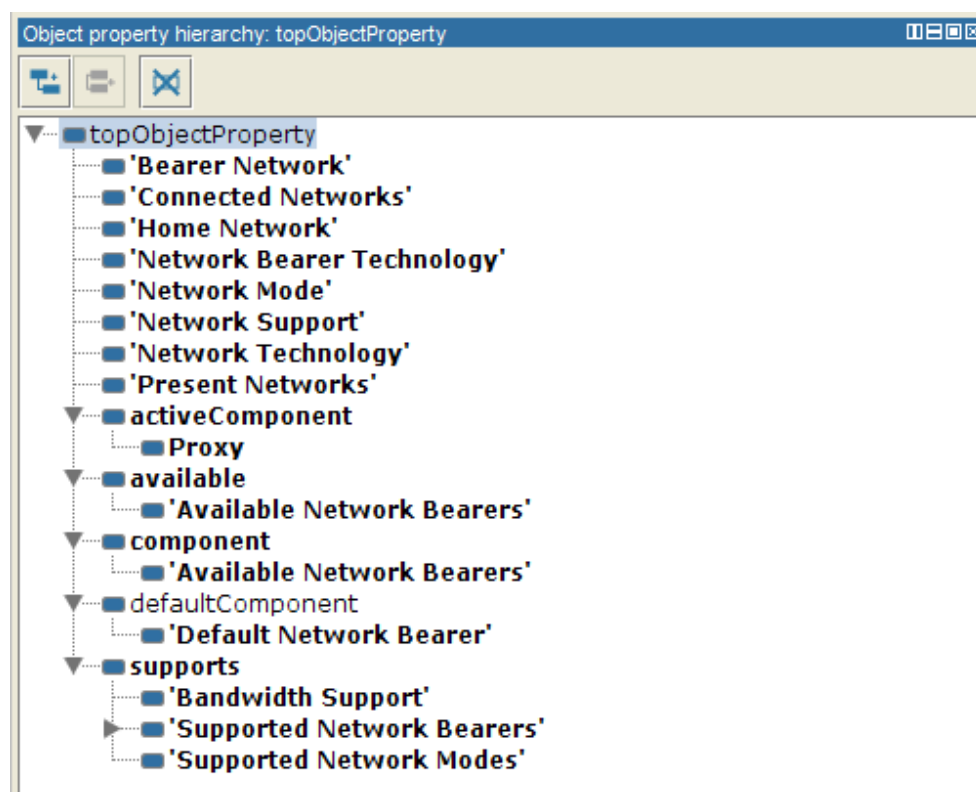 Object property hierarchy: topObjectProperty
topObjectProperty
'Bearer Network'
'Connected Networks'
'Home Network'
'Network Bearer Technology'
'Network Mode'
'Network Support'
'Network Technology'
'Present Networks'
activeComponent
Proxy
available
'Available Network Bearers'
component
'Available Network Bearers'
defaultComponent
'Default Network Bearer'
supports
'Bandwidth Support'
'Supported Network Bearers'
'Supported Network Modes'